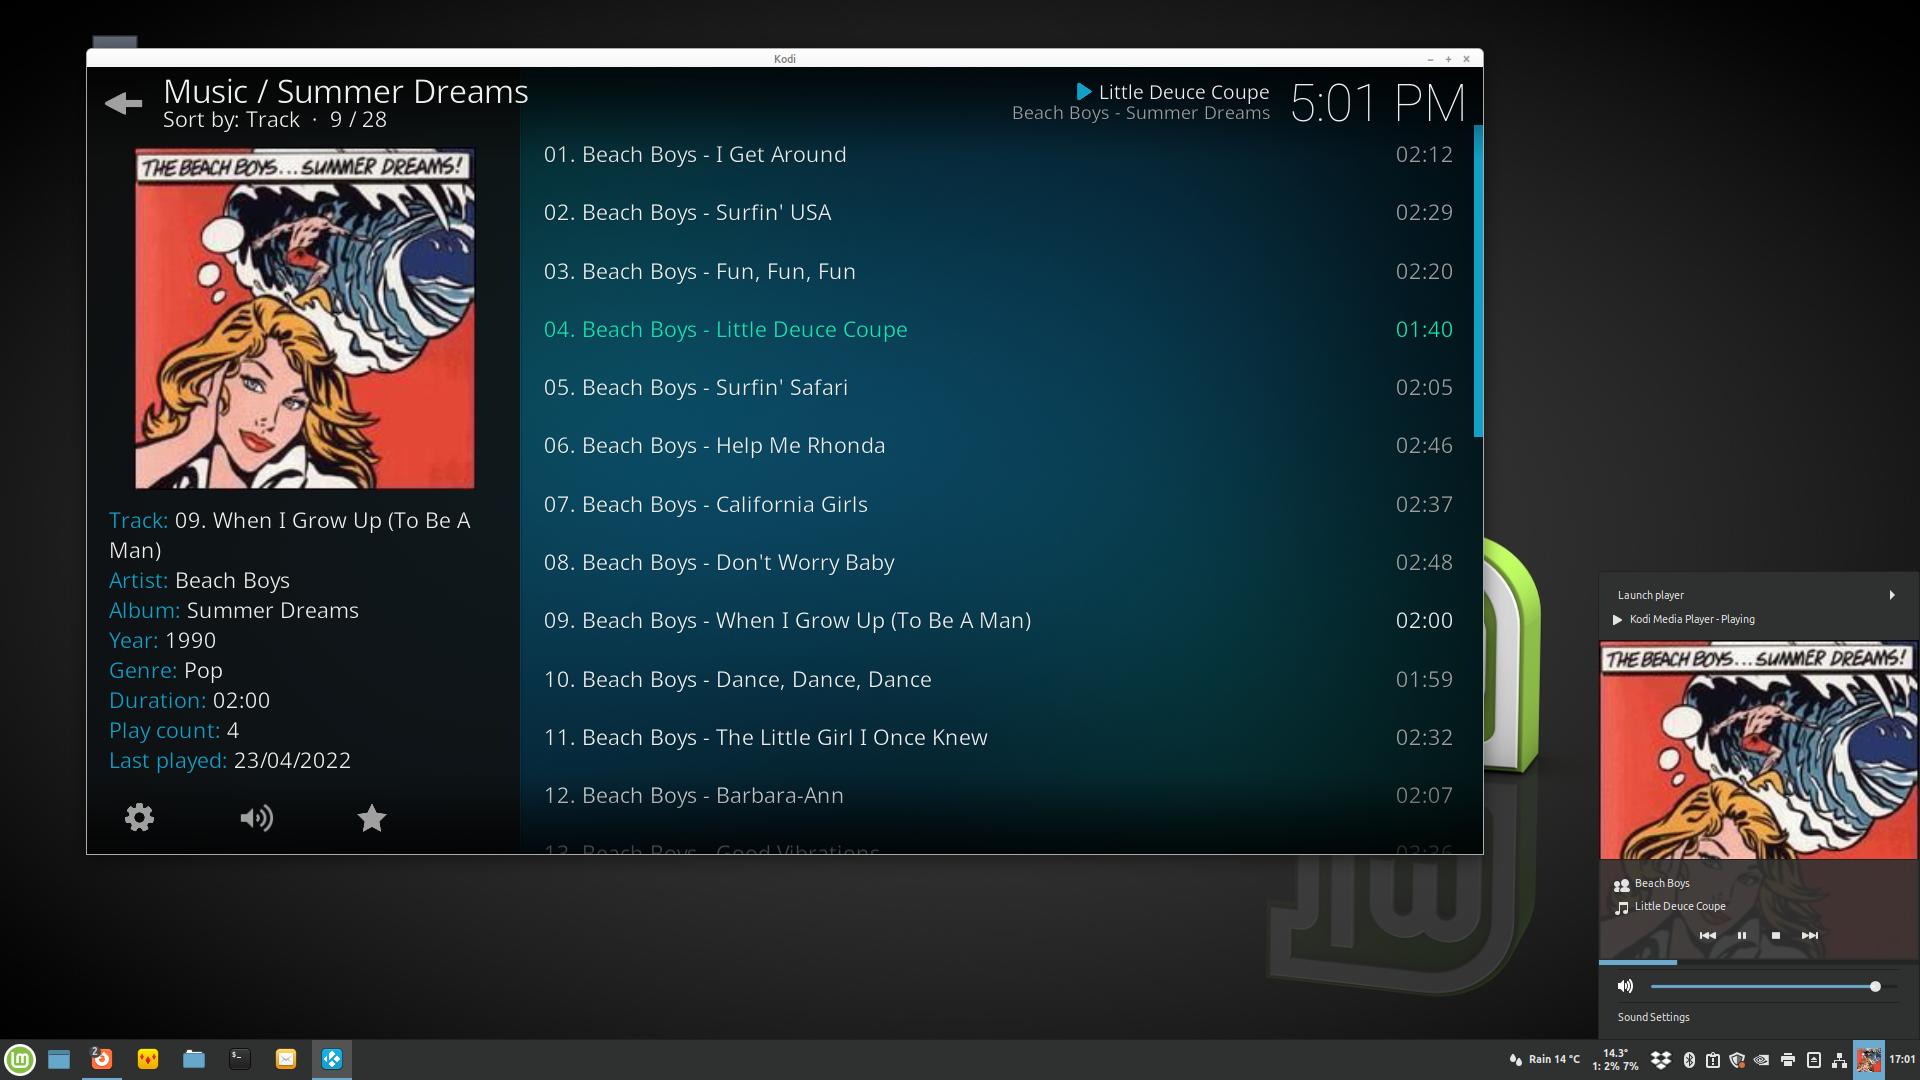 Kodi
Music / Summer Dreams
Sort by: Track · 9 / 28
Little Deuce Coupe
Beach Boys - Summer Dreams
5:01 PM
THE BEACH BOYS...SUMMER DREAMS!
Track: 09. When I Grow Up (To Be A
Man)
Artist: Beach Boys
Album: Summer Dreams
Year: 1990
Genre: Pop
Duration: 02:00
Play count: 4
Last played: 23/04/2022
01. Beach Boys - I Get Around 02:12
02. Beach Boys - Surfin' USA 02:29
03. Beach Boys - Fun, Fun, Fun 02:20
04. Beach Boys - Little Deuce Coupe 01:40
05. Beach Boys - Surfin' Safari 02:05
06. Beach Boys - Help Me Rhonda 02:46
07. Beach Boys - California Girls 02:37
08. Beach Boys - Don't Worry Baby 02:48
09. Beach Boys - When I Grow Up (To Be A Man) 02:00
10. Beach Boys - Dance, Dance, Dance 01:59
11. Beach Boys - The Little Girl I Once Knew 02:32
12. Beach Boys - Barbara-Ann 02:07
13. Beach Boys - Good Vibrations 03:36
Launch player
Kodi Media Player - Playing
THE BEACH BOYS...SUMMER DREAMS!
Beach Boys
Little Deuce Coupe
Sound Settings
2
Rain 14 °C
14.3°
1: 2% 7%
17:01